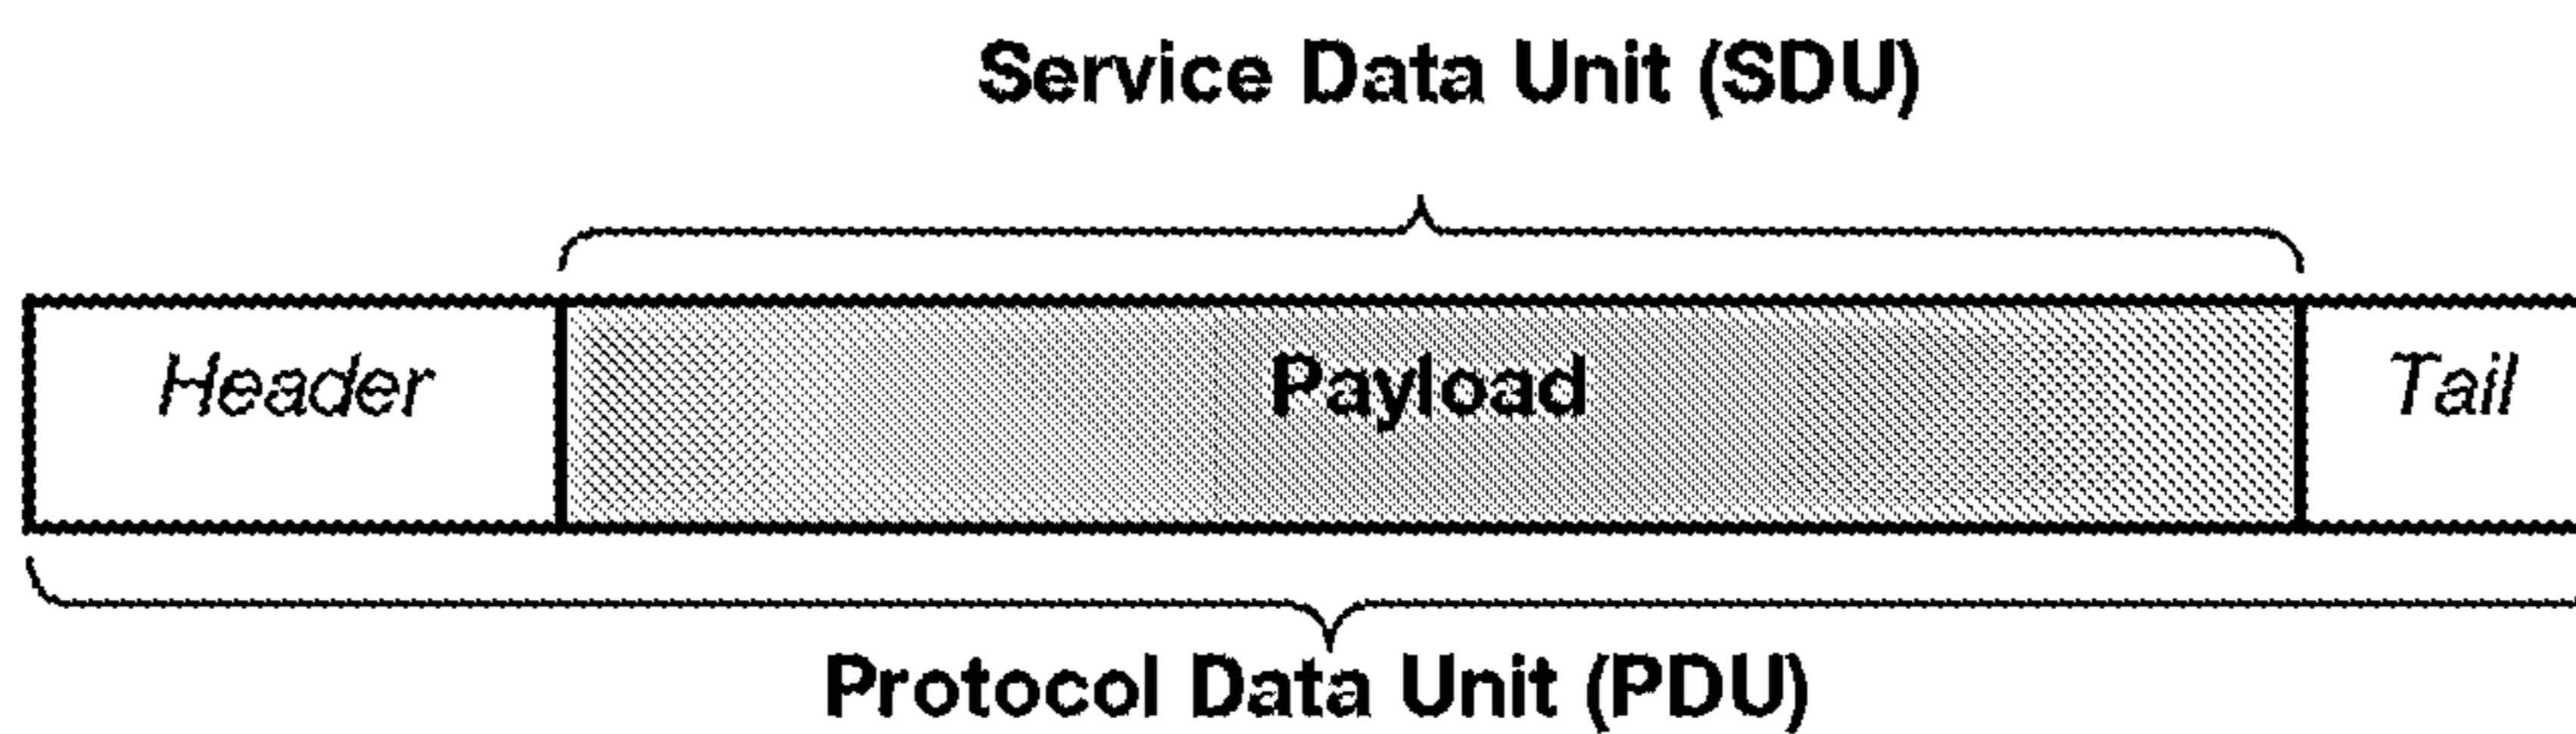 Service Data Unit (SDU)
Header Payload Tail
Protocol Data Unit (PDU)